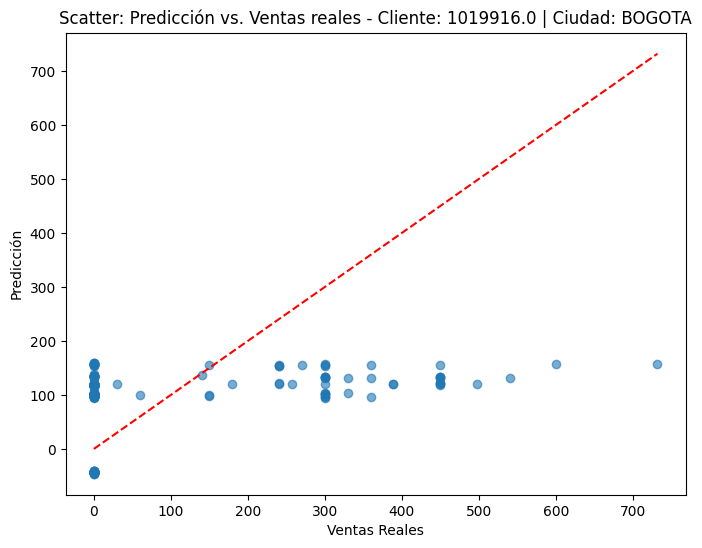 Scatter: Predicción vs. Ventas reales - Cliente: 1019916.0 | Ciudad: BOGOTA
700
600
500
400
300
200
100
0
Predicción
0 100 200 300 400 500 600 700
Ventas Reales